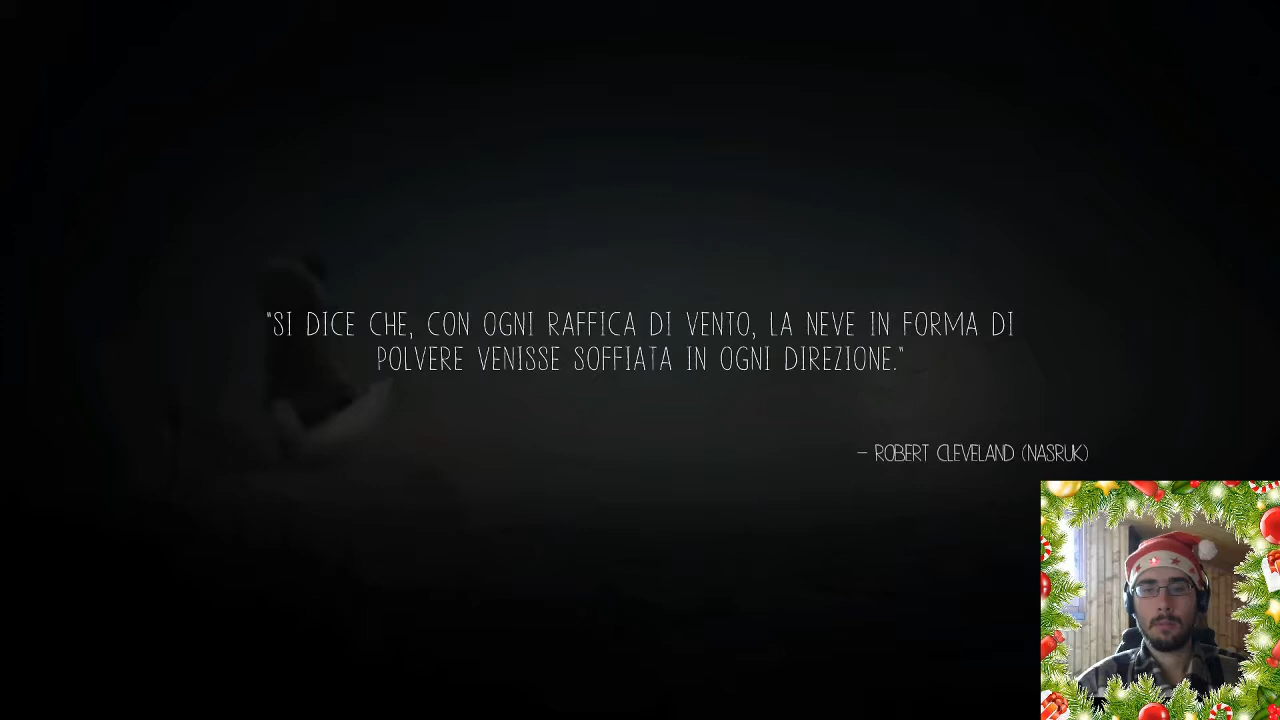 "SI DICE CHE, CON OGNI RAFFICA DI VENTO, LA NEVE IN FORMA DI
POLVERE VENISSE SOFFIATA IN OGNI DIREZIONE."
– ROBERT CLEVELAND (NASRUK)